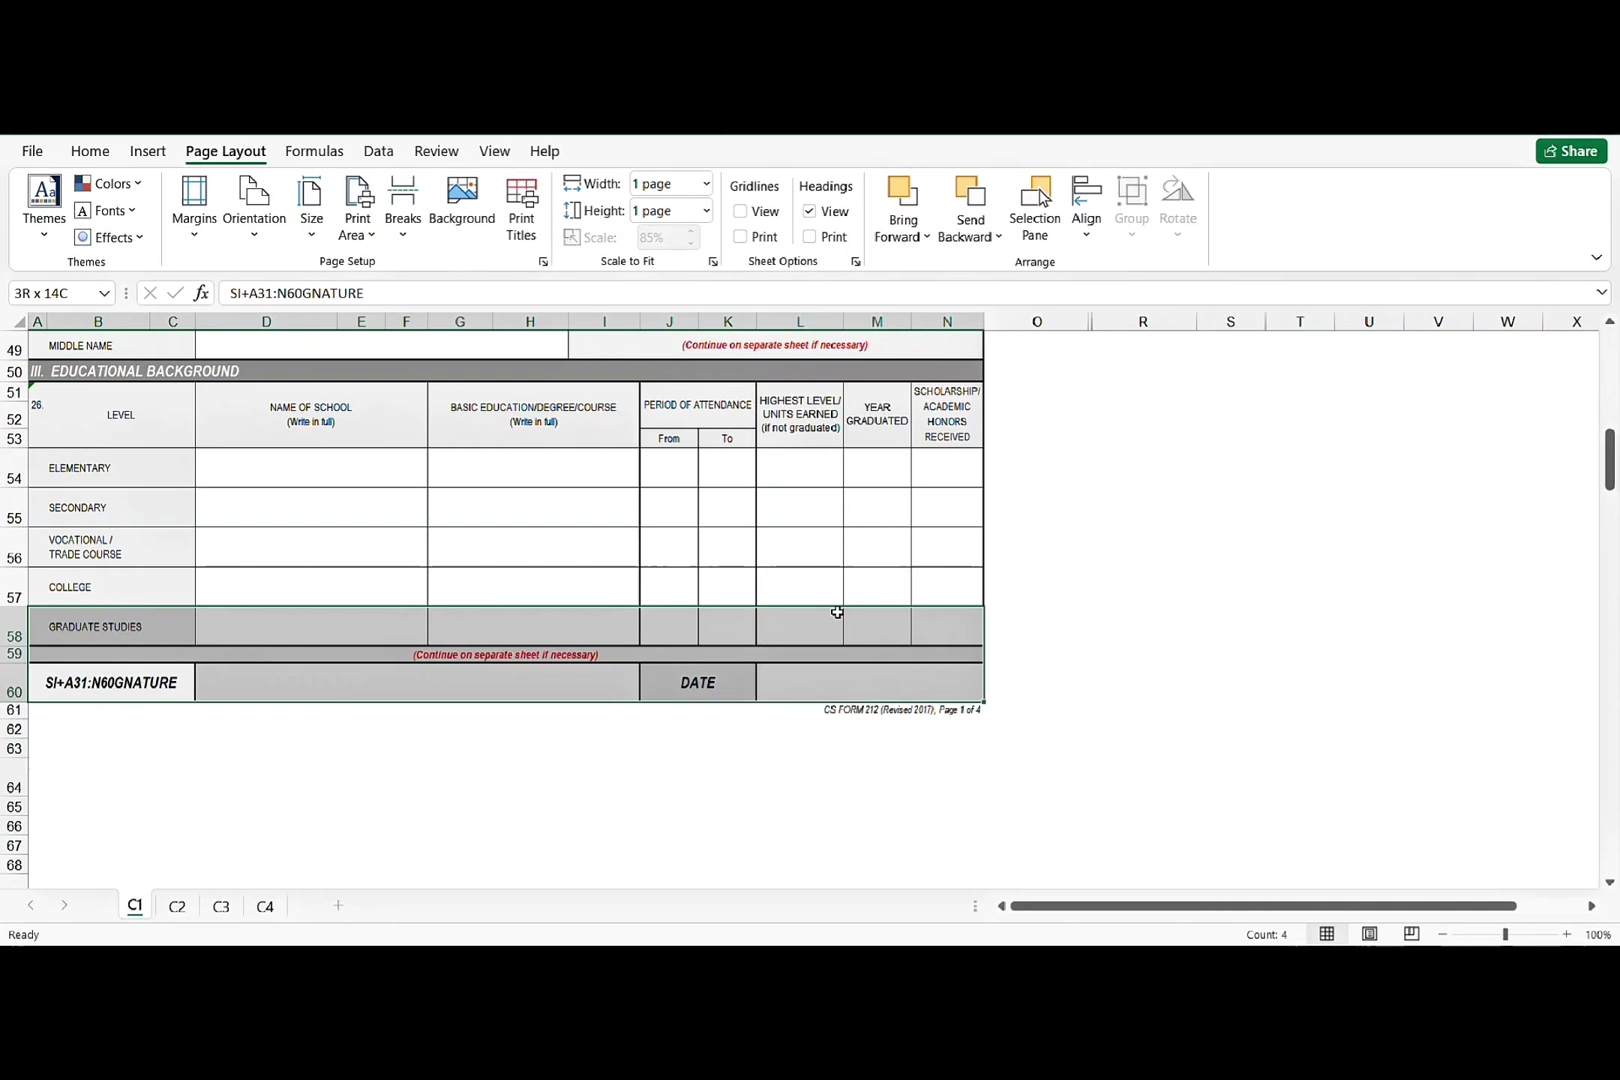 File Home Insert Page Layout Formulas Data Review View Help Share
Themes Colors Fonts Effects Margins Orientation Size Print Area Breaks Background Print Titles
Width: 1 page Height: 1 page Scale: 85%
Gridlines View Print Headings View Print
Bring Forward Send Backward Selection Pane Align Group Rotate
Themes Page Setup Scale to Fit Sheet Options Arrange
3R x 14C fx SI+A31:N60GNATURE
A B C D E F G H I J K L M N O R S T U V W X
49 MIDDLE NAME (Continue on separate sheet if necessary)
50 III. EDUCATIONAL BACKGROUND
51
52
53
26.
LEVEL
NAME OF SCHOOL
(Write in full)
BASIC EDUCATION/DEGREE/COURSE
(Write in full)
PERIOD OF ATTENDANCE
From To
HIGHEST LEVEL/
UNITS EARNED
(if not graduated)
YEAR
GRADUATED
SCHOLARSHIP/
ACADEMIC
HONORS
RECEIVED
54 ELEMENTARY
55 SECONDARY
56 VOCATIONAL /
TRADE COURSE
57 COLLEGE
58 GRADUATE STUDIES
59 (Continue on separate sheet if necessary)
60 SI+A31:N60GNATURE DATE
61 CS FORM 212 (Revised 2017), Page 1 of 4
62
63
64
65
66
67
68
C1 C2 C3 C4
Ready Count: 4 100%